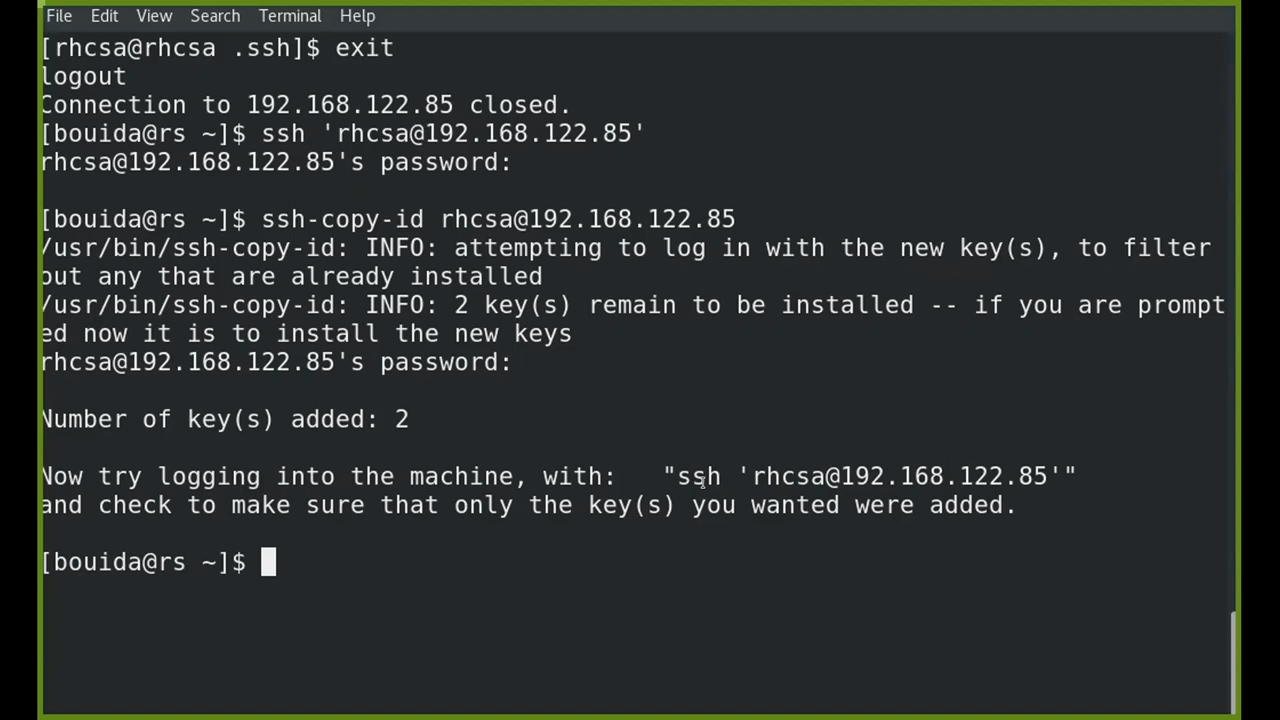 File Edit View Search Terminal Help
[rhcsa@rhcsa .ssh]$ exit
logout
Connection to 192.168.122.85 closed.
[bouida@rs ~]$ ssh 'rhcsa@192.168.122.85'
rhcsa@192.168.122.85's password:
[bouida@rs ~]$ ssh-copy-id rhcsa@192.168.122.85
/usr/bin/ssh-copy-id: INFO: attempting to log in with the new key(s), to filter
out any that are already installed
/usr/bin/ssh-copy-id: INFO: 2 key(s) remain to be installed -- if you are prompt
ed now it is to install the new keys
rhcsa@192.168.122.85's password:
Number of key(s) added: 2
Now try logging into the machine, with:   "ssh 'rhcsa@192.168.122.85'"
and check to make sure that only the key(s) you wanted were added.
[bouida@rs ~]$